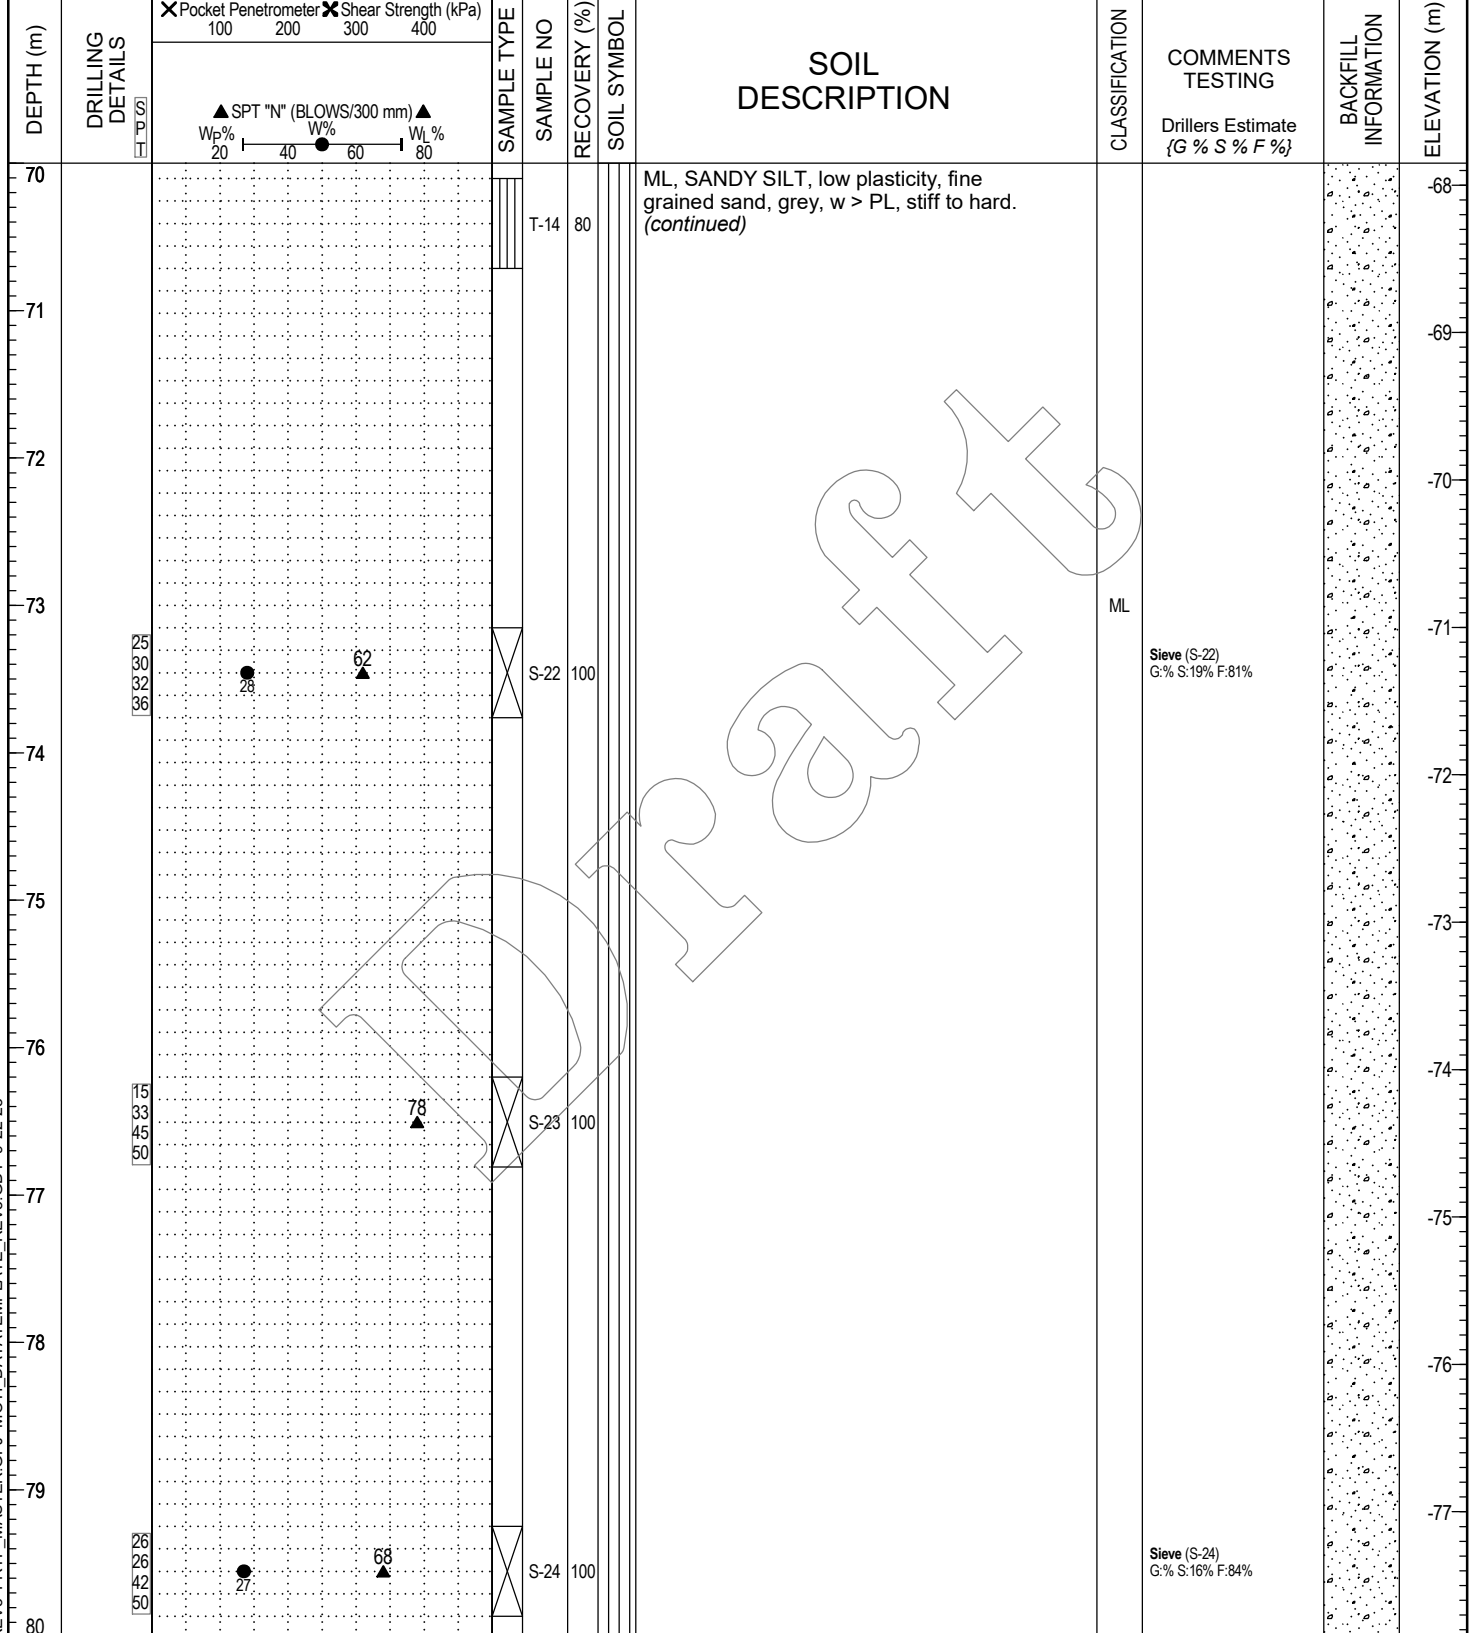 Pocket Penetrometer Shear Strength (kPa)
100 200 300 400
DEPTH (m)
DRILLING
DETAILS
S
P
T
▲ SPT "N" (BLOWS/300 mm) ▲
WP% W% WL%
20 40 60 80
SAMPLE TYPE
SAMPLE NO
RECOVERY (%)
SOIL SYMBOL
SOIL
DESCRIPTION
CLASSIFICATION
COMMENTS
TESTING
Drillers Estimate
{G % S % F %}
BACKFILL
INFORMATION
ELEVATION (m)
70
ML, SANDY SILT, low plasticity, fine
grained sand, grey, w > PL, stiff to hard.
(continued)
-68
T-14 80
71
-69
72
-70
73
ML
-71
25
30
32
36
28
62
S-22 100
Sieve (S-22)
G:% S:19% F:81%
74
-72
75
-73
76
-74
15
33
45
50
78
S-23 100
77
-75
78
-76
79
-77
26
26
42
50
27
68
S-24 100
Sieve (S-24)
G:% S:16% F:84%
80
Draft